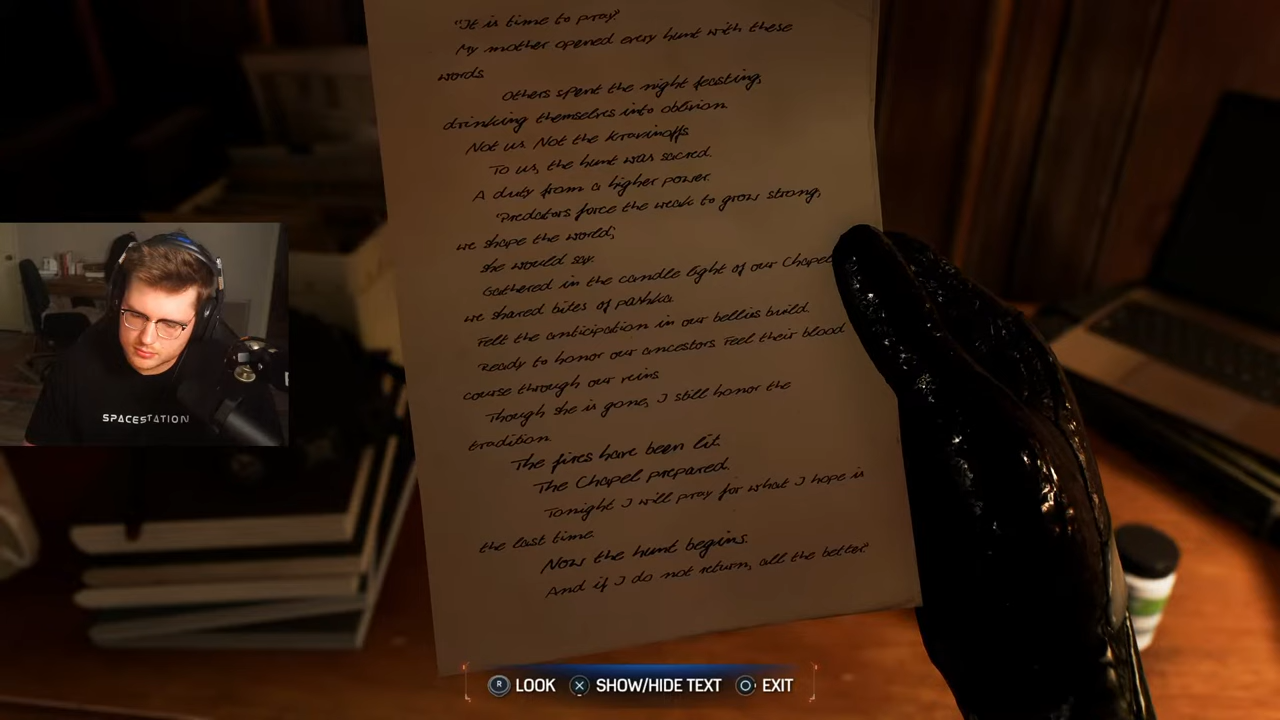 "It is time to pray"
My mother opened every hunt with these
words.
Others spent the night feasting,
drinking themselves into oblivion.
Not us. Not the Kravinoffs.
To us, the hunt was sacred.
A duty from a higher power.
"Predators force the weak to grow strong,
we shape the world,"
she would say.
Gathered in the candle light of our Chapel
we shared bites of pashka.
Felt the anticipation in our bellies build.
Ready to honor our ancestors. Feel their blood
course through our veins.
Though she is gone, I still honor the
tradition.
The fires have been lit.
The Chapel prepared.
Tonight I will pray for what I hope is
the last time.
Now the hunt begins.
And if I do not return, all the better."
SPACESTATION
R LOOK SHOW/HIDE TEXT EXIT